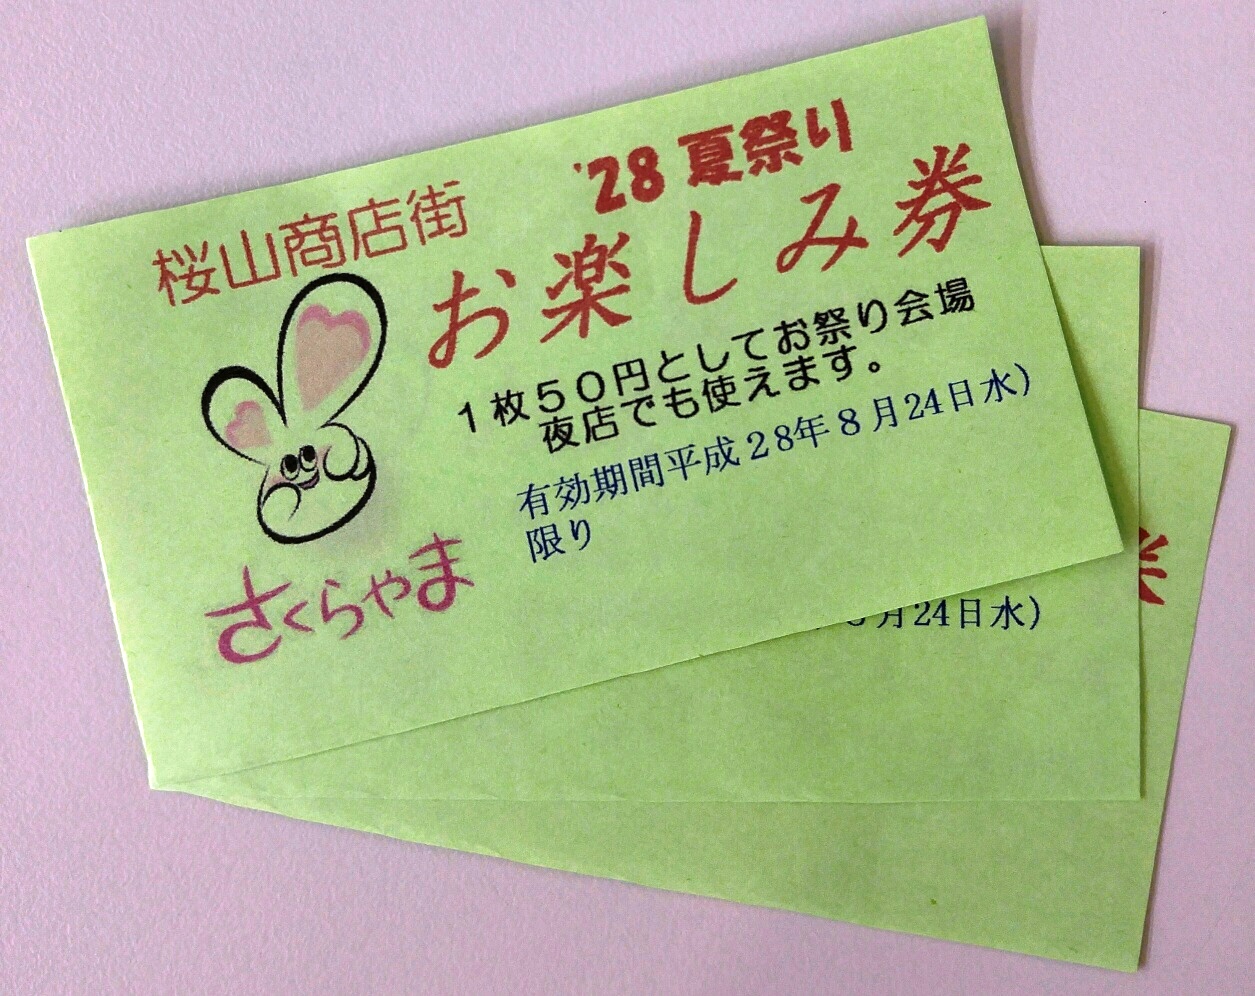 桜山商店街
'28 夏祭り
お楽しみ券
1枚50円としてお祭り会場
夜店でも使えます。
有効期間平成28年8月24日水)
限り
さくらやま
月24日水)